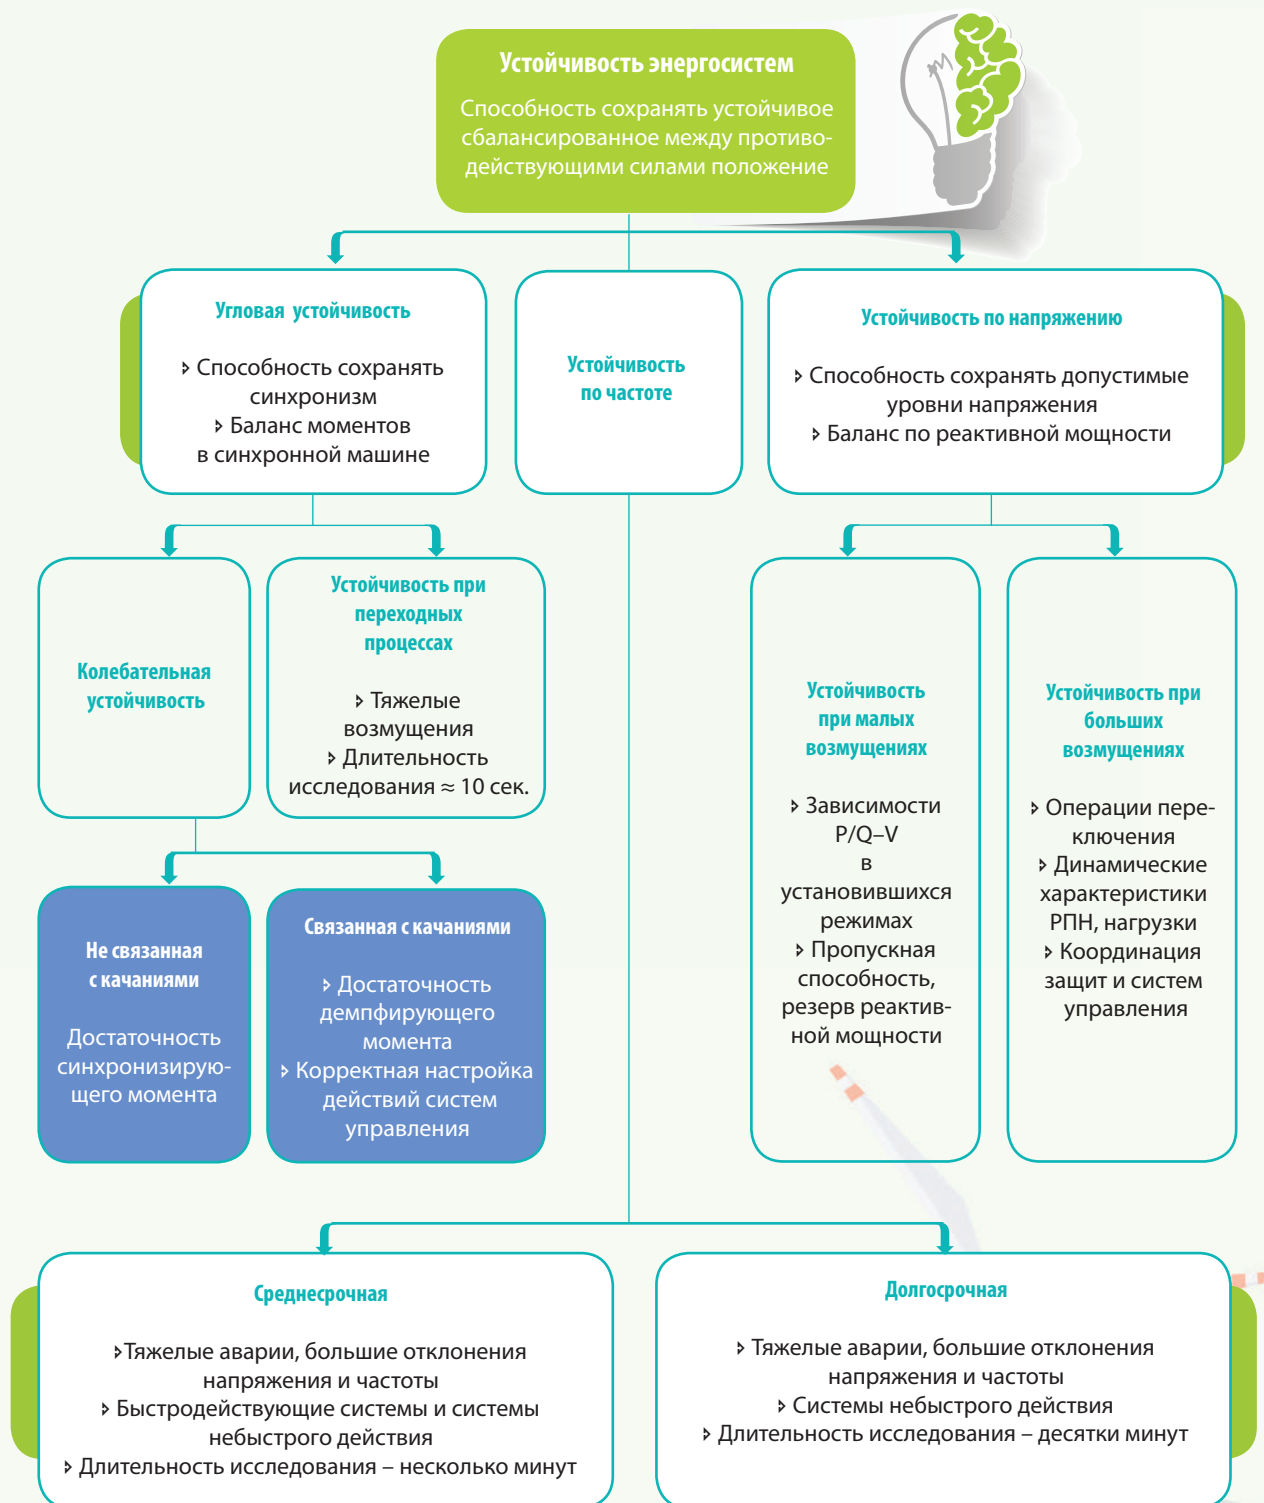 Устойчивость энергосистем
Способность сохранять устойчивое
сбалансированное между противо-
действующими силами положение
Угловая устойчивость
▹ Способность сохранять
синхронизм
▹ Баланс моментов
в синхронной машине
Устойчивость
по частоте
Устойчивость по напряжению
▹ Способность сохранять допустимые
уровни напряжения
▹ Баланс по реактивной мощности
Колебательная
устойчивость
Устойчивость при
переходных
процессах
▹ Тяжелые
возмущения
▹ Длительность
исследования ≈ 10 сек.
Устойчивость
при малых
возмущениях
▹ Зависимости
P/Q–V
в
установившихся
режимах
▹ Пропускная
способность,
резерв реактив-
ной мощности
Устойчивость при
больших
возмущениях
▹ Операции пере-
ключения
▹ Динамические
характеристики
РПН, нагрузки
▹ Координация
защит и систем
управления
Не связанная
с качаниями
Достаточность
синхронизирую-
щего момента
Связанная с качаниями
▹ Достаточность
демпфирующего
момента
▹ Корректная настройка
действий систем
управления
Среднесрочная
▹Тяжелые аварии, большие отклонения
напряжения и частоты
▹ Быстродействующие системы и системы
небыстрого действия
▹ Длительность исследования – несколько минут
Долгосрочная
▹ Тяжелые аварии, большие отклонения
напряжения и частоты
▹ Системы небыстрого действия
▹ Длительность исследования – десятки минут